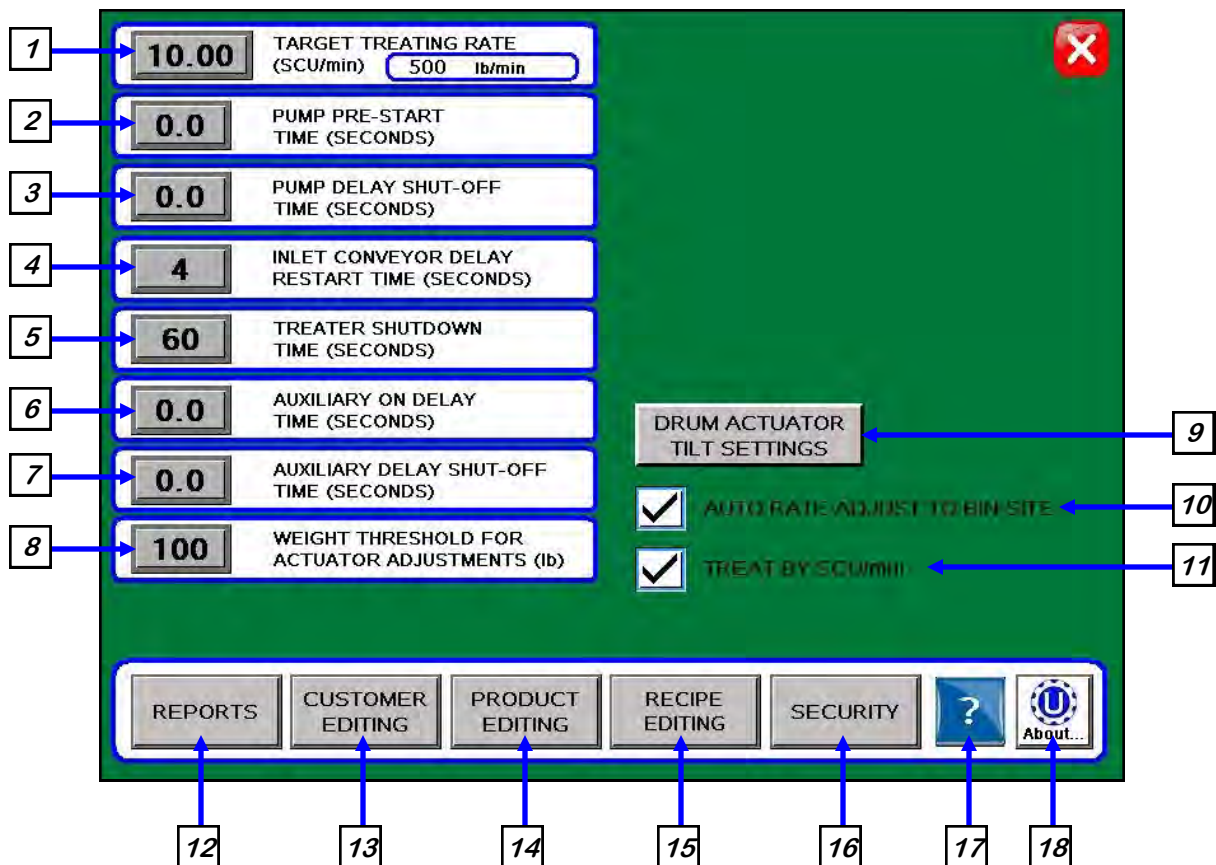 1
10.00
TARGET TREATING RATE
(SCU/min) 500 lb/min
2
0.0
PUMP PRE-START
TIME (SECONDS)
3
0.0
PUMP DELAY SHUT-OFF
TIME (SECONDS)
4
4
INLET CONVEYOR DELAY
RESTART TIME (SECONDS)
5
60
TREATER SHUTDOWN
TIME (SECONDS)
6
0.0
AUXILIARY ON DELAY
TIME (SECONDS)
7
0.0
AUXILIARY DELAY SHUT-OFF
TIME (SECONDS)
8
100
WEIGHT THRESHOLD FOR
ACTUATOR ADJUSTMENTS (lb)
DRUM ACTUATOR
TILT SETTINGS
9
AUTO RATE ADJUST TO BIN-SITE
10
TREAT BY SCU/min
11
REPORTS
CUSTOMER
EDITING
PRODUCT
EDITING
RECIPE
EDITING
SECURITY
?
U
About...
12
13
14
15
16
17
18